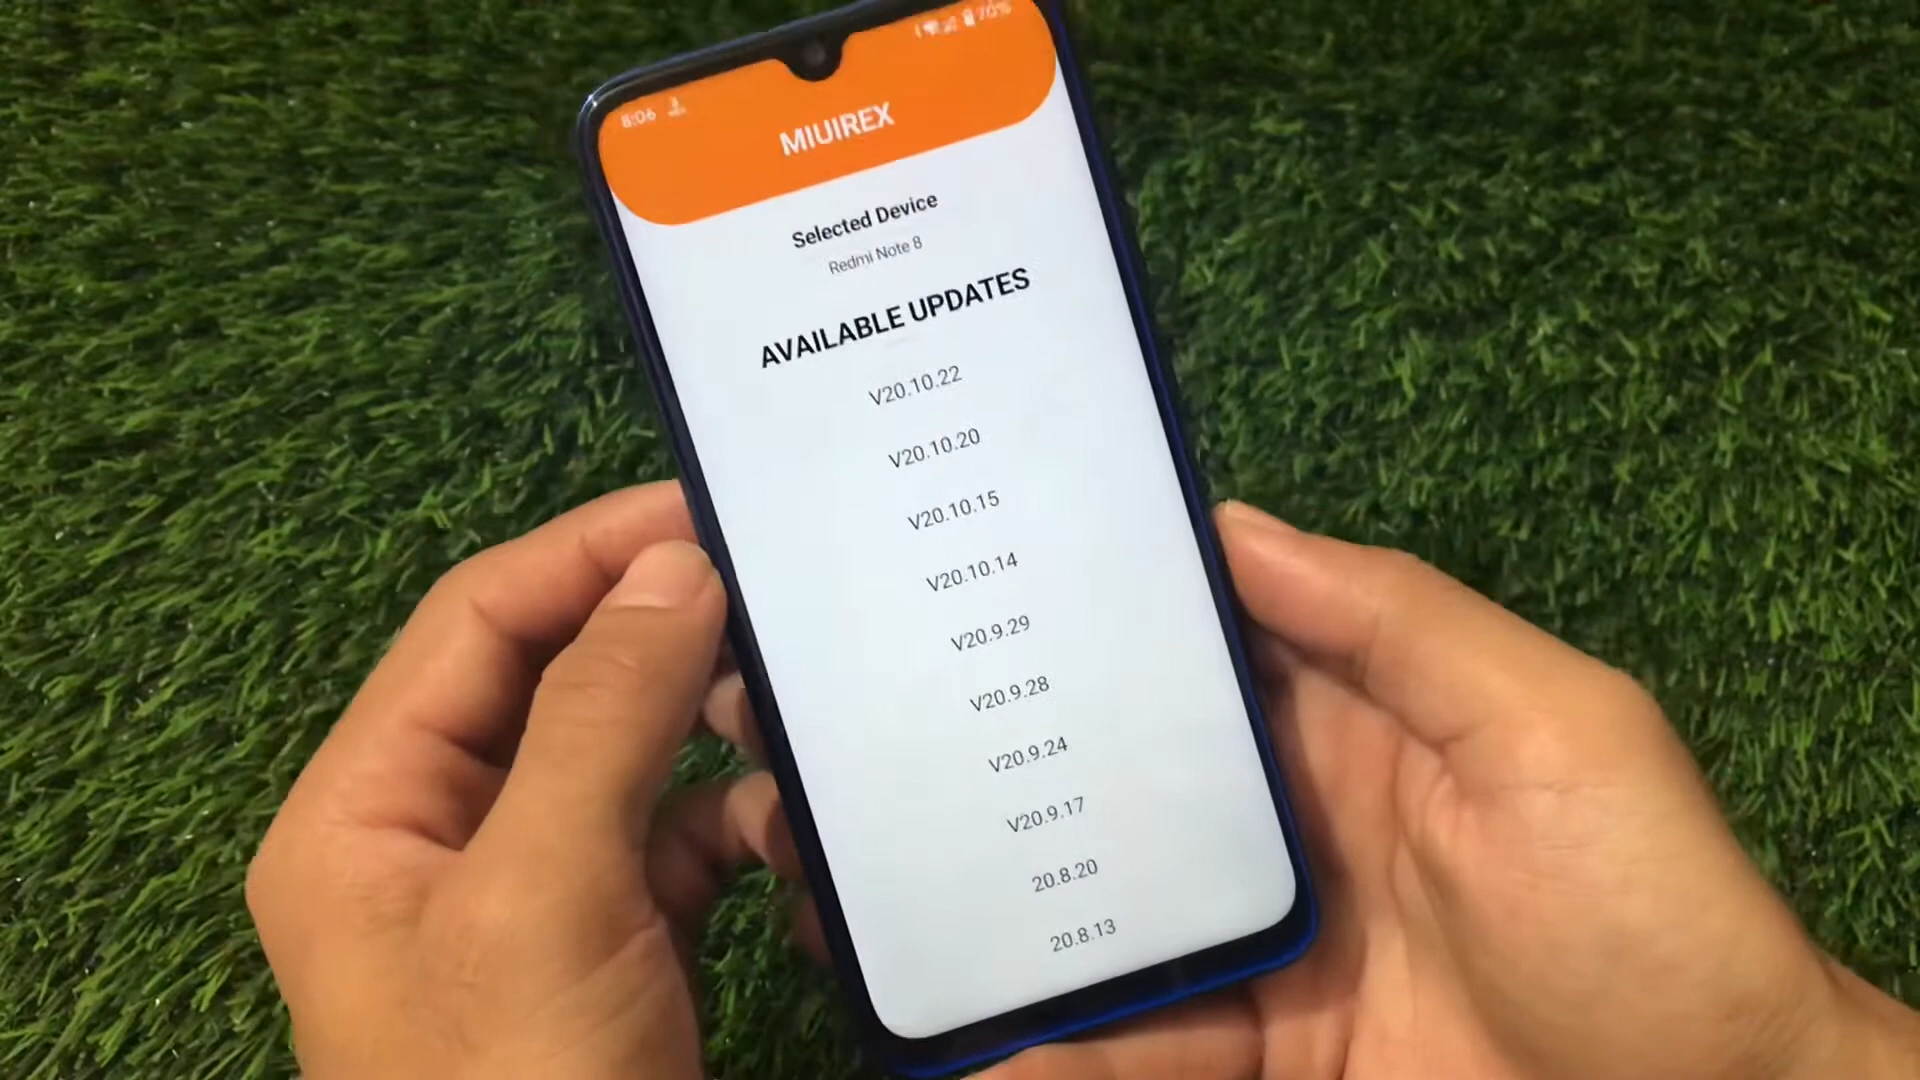 8:06
70%
MIUIREX
Selected Device
Redmi Note 8
AVAILABLE UPDATES
V20.10.22
V20.10.20
V20.10.15
V20.10.14
V20.9.29
V20.9.28
V20.9.24
V20.9.17
20.8.20
20.8.13